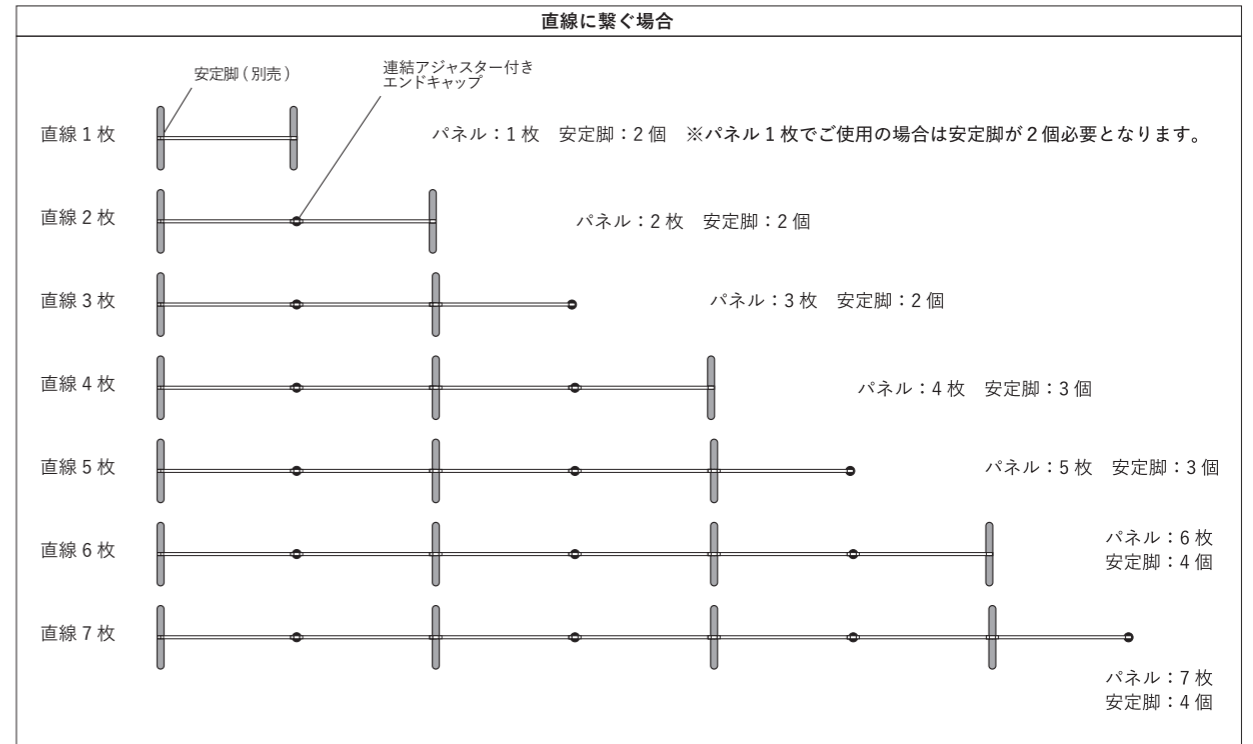 直線に繋ぐ場合
安定脚 ( 別売 )
連結アジャスター付き
エンドキャップ
直線 1 枚
パネル：1 枚　安定脚：2 個　※パネル 1 枚でご使用の場合は安定脚が 2 個必要となります。
直線 2 枚
パネル：2 枚　安定脚：2 個
直線 3 枚
パネル：3 枚　安定脚：2 個
直線 4 枚
パネル：4 枚　安定脚：3 個
直線 5 枚
パネル：5 枚　安定脚：3 個
直線 6 枚
パネル：6 枚
安定脚：4 個
直線 7 枚
パネル：7 枚
安定脚：4 個